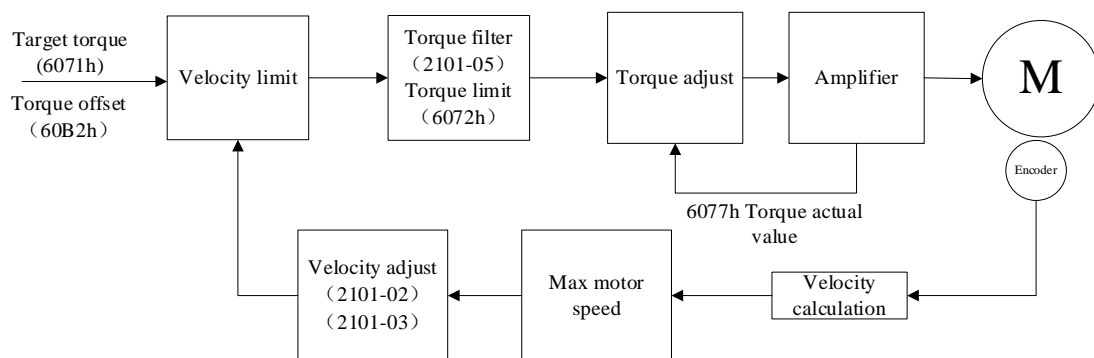 Target torque
(6071h)
Torque offset
（60B2h）
Velocity limit
Torque filter
（2101-05）
Torque limit
（6072h）
Torque adjust
Amplifier
M
Encoder
6077h Torque actual
value
Velocity adjust
（2101-02）
（2101-03）
Max motor
speed
Velocity
calculation